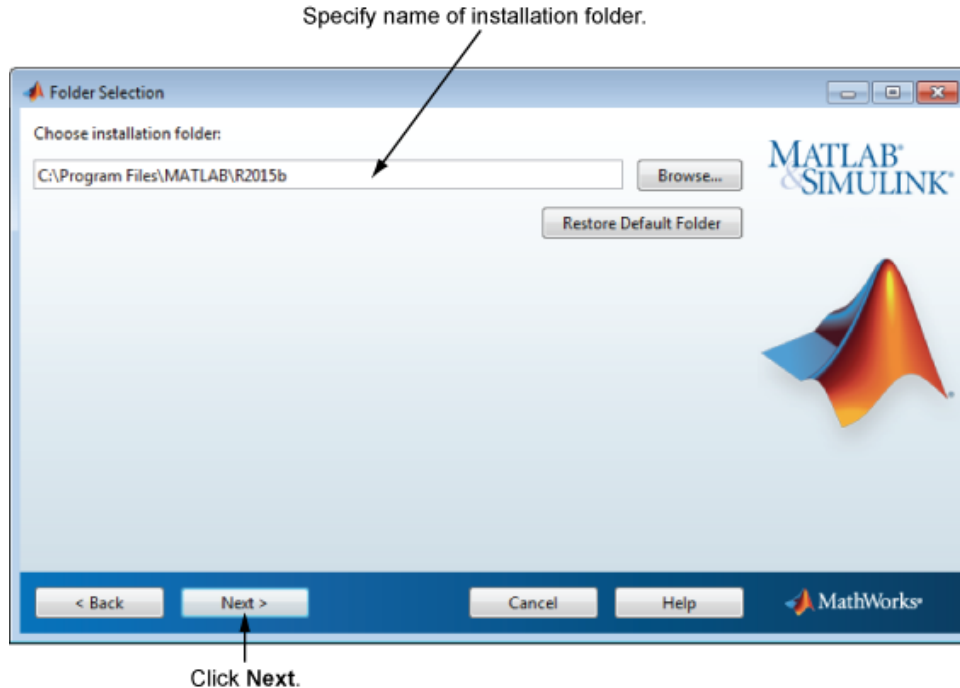 Specify name of installation folder.
Folder Selection
Choose installation folder:
C:\Program Files\MATLAB\R2015b
Browse...
Restore Default Folder
MATLAB®
&SIMULINK®
< Back
Next >
Cancel
Help
MathWorks®
Click Next.